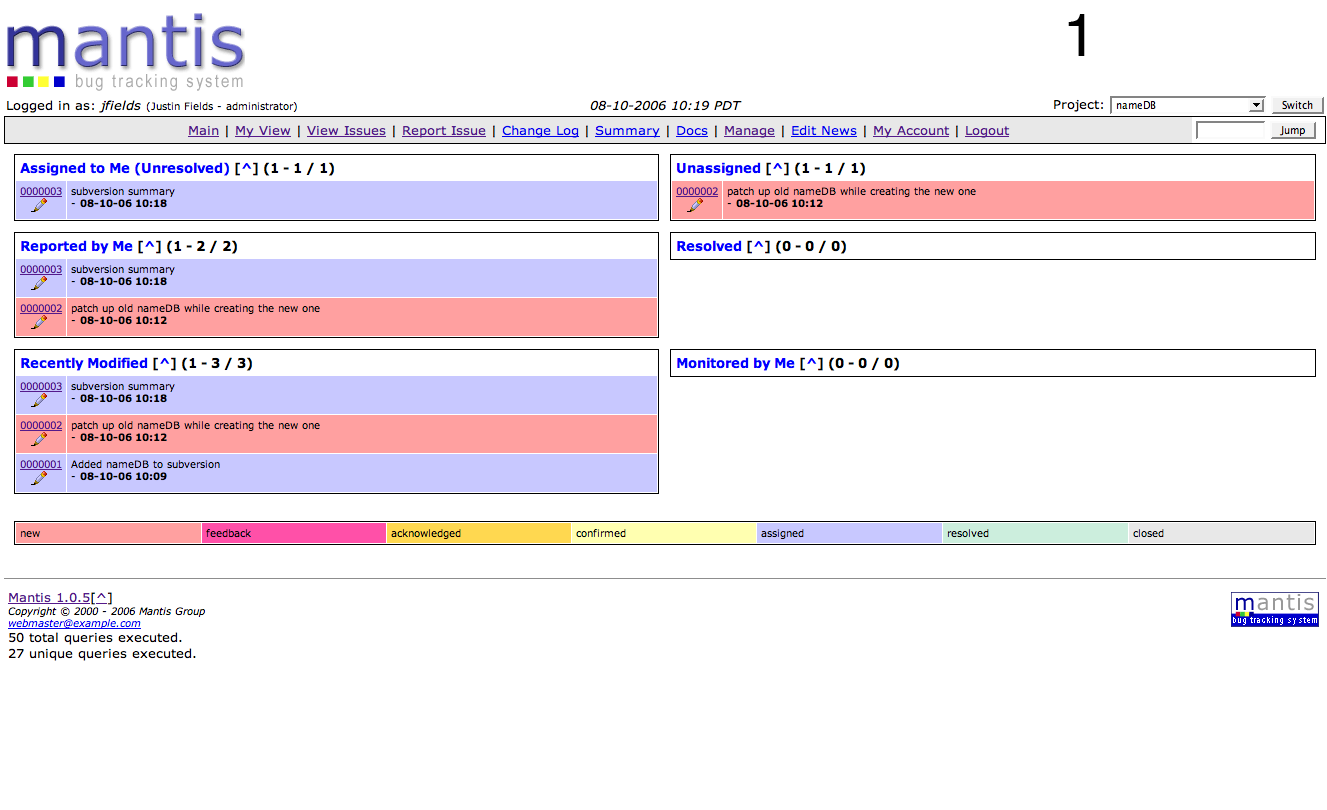 mantis
bug tracking system
1
Logged in as: jfields (Justin Fields - administrator)
08-10-2006 10:19 PDT
Project: nameDB Switch
Main | My View | View Issues | Report Issue | Change Log | Summary | Docs | Manage | Edit News | My Account | Logout
Jump
Assigned to Me (Unresolved) [^] (1 - 1 / 1)
0000003 subversion summary
- 08-10-06 10:18
Unassigned [^] (1 - 1 / 1)
0000002 patch up old nameDB while creating the new one
- 08-10-06 10:12
Reported by Me [^] (1 - 2 / 2)
0000003 subversion summary
- 08-10-06 10:18
0000002 patch up old nameDB while creating the new one
- 08-10-06 10:12
Resolved [^] (0 - 0 / 0)
Recently Modified [^] (1 - 3 / 3)
0000003 subversion summary
- 08-10-06 10:18
0000002 patch up old nameDB while creating the new one
- 08-10-06 10:12
0000001 Added nameDB to subversion
- 08-10-06 10:09
Monitored by Me [^] (0 - 0 / 0)
new feedback acknowledged confirmed assigned resolved closed
Mantis 1.0.5[^]
Copyright © 2000 - 2006 Mantis Group
webmaster@example.com
50 total queries executed.
27 unique queries executed.
mantis
bug tracking system